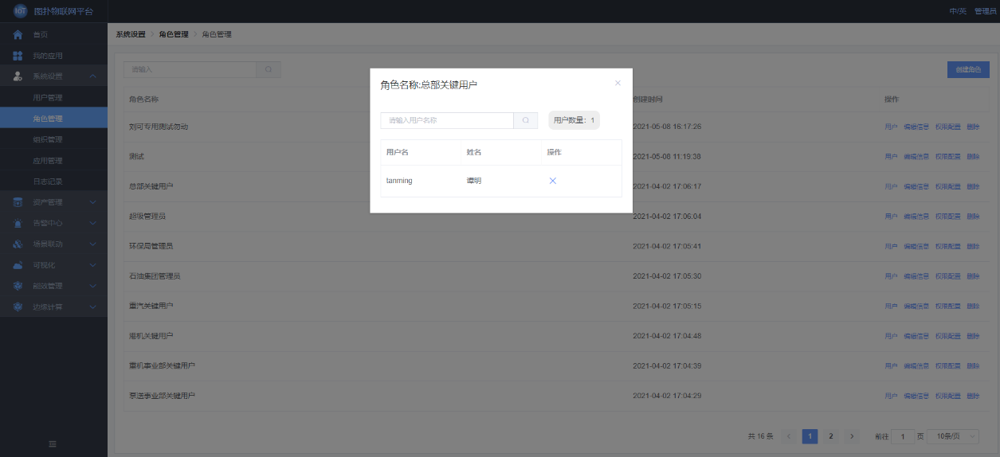 IOT 图扑物联网平台
中/英 管理员
首页
我的应用
系统设置
用户管理
角色管理
组织管理
应用管理
日志记录
资产管理
告警中心
场景联动
可视化
能效管理
边缘计算
系统设置 > 角色管理 > 角色管理
请输入
创建角色
角色名称 创建时间 操作
刘可专用测试勿动 2021-05-08 16:17:26 用户 编辑信息 权限配置 删除
测试 2021-05-08 11:19:38 用户 编辑信息 权限配置 删除
总部关键用户 2021-04-02 17:06:17 用户 编辑信息 权限配置 删除
超级管理员 2021-04-02 17:06:04 用户 编辑信息 权限配置 删除
环保局管理员 2021-04-02 17:05:41 用户 编辑信息 权限配置 删除
石油集团管理员 2021-04-02 17:05:30 用户 编辑信息 权限配置 删除
重汽关键用户 2021-04-02 17:05:15 用户 编辑信息 权限配置 删除
港机关键用户 2021-04-02 17:04:48 用户 编辑信息 权限配置 删除
重机事业部关键用户 2021-04-02 17:04:39 用户 编辑信息 权限配置 删除
泵送事业部关键用户 2021-04-02 17:04:29 用户 编辑信息 权限配置 删除
共 16 条 < 1 2 > 前往 1 页 10条/页
角色名称:总部关键用户
请输入用户名称
用户数量: 1
用户名 姓名 操作
tanming 谭明